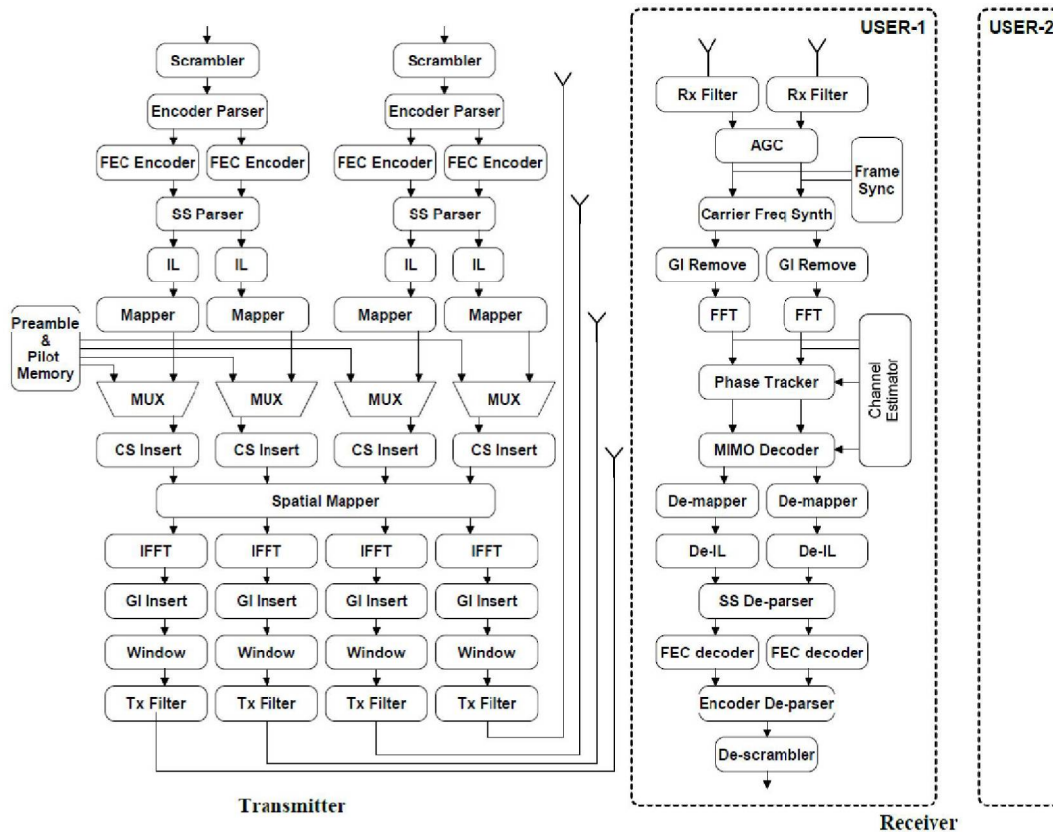 USER-1
USER-2
Scrambler
Scrambler
Encoder Parser
Encoder Parser
FEC Encoder
FEC Encoder
FEC Encoder
FEC Encoder
SS Parser
SS Parser
IL
IL
IL
IL
Mapper
Mapper
Mapper
Mapper
Preamble
&
Pilot
Memory
MUX
MUX
MUX
MUX
CS Insert
CS Insert
CS Insert
CS Insert
Spatial Mapper
IFFT
IFFT
IFFT
IFFT
GI Insert
GI Insert
GI Insert
GI Insert
Window
Window
Window
Window
Tx Filter
Tx Filter
Tx Filter
Tx Filter
Transmitter
Rx Filter
Rx Filter
AGC
Frame
Sync
Carrier Freq Synth
GI Remove
GI Remove
FFT
FFT
Phase Tracker
Channel
Estimator
MIMO Decoder
De-mapper
De-mapper
De-IL
De-IL
SS De-parser
FEC decoder
FEC decoder
Encoder De-parser
De-scrambler
Receiver